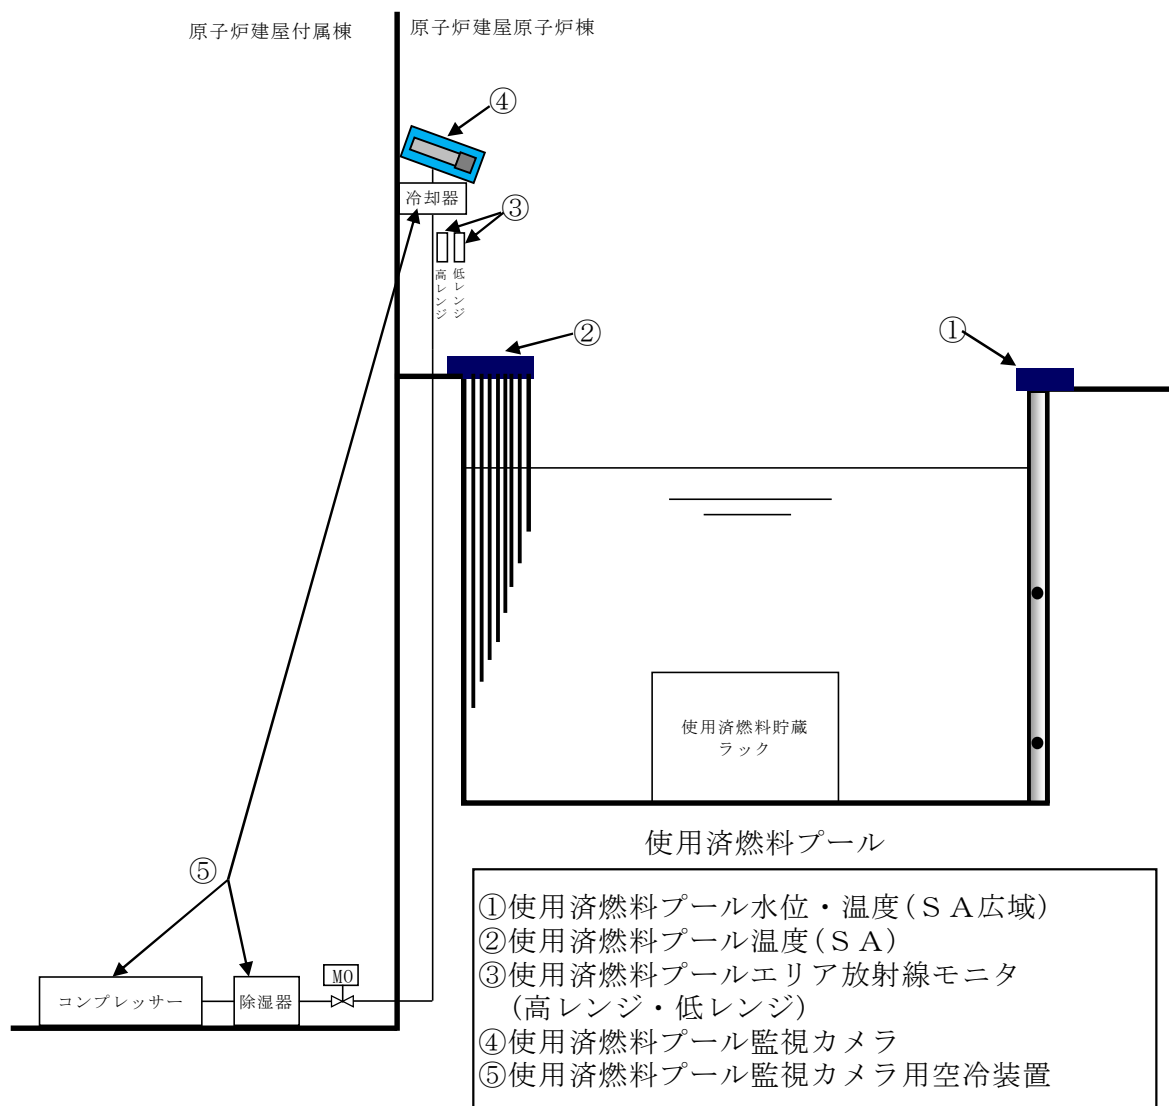 原子炉建屋付属棟
原子炉建屋原子炉棟
④
冷却器
③
高レンジ
低レンジ
②
①
使用済燃料貯蔵
ラック
使用済燃料プール
⑤
コンプレッサー
除湿器
MO
①使用済燃料プール水位・温度(SA広域)
②使用済燃料プール温度(SA)
③使用済燃料プールエリア放射線モニタ
(高レンジ・低レンジ)
④使用済燃料プール監視カメラ
⑤使用済燃料プール監視カメラ用空冷装置